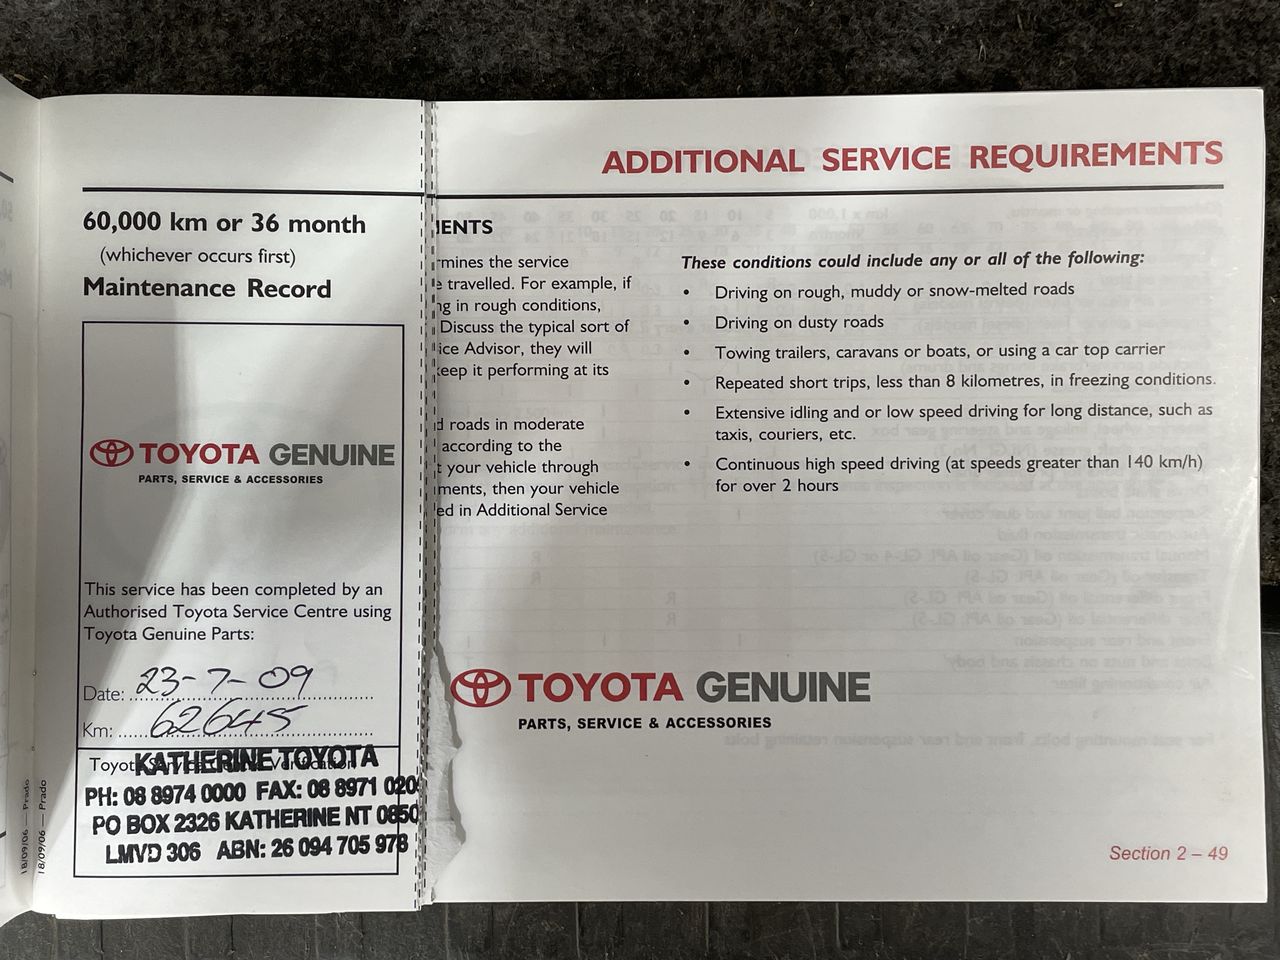 60,000 km or 36 month
(whichever occurs first)
Maintenance Record
TOYOTA GENUINE
PARTS, SERVICE & ACCESSORIES
This service has been completed by an
Authorised Toyota Service Centre using
Toyota Genuine Parts:
Date: 23-7-09
Km: 62645
KATHERINE TOYOTA
PH: 08 8974 0000 FAX: 08 8971 020
PO BOX 2326 KATHERINE NT 0850
LMVD 306 ABN: 26 094 705 978
18/09/06 — Prado
18/09/06 — Prado
ADDITIONAL SERVICE REQUIREMENTS
IENTS
rmines the service
e travelled. For example, if
ng in rough conditions,
Discuss the typical sort of
ice Advisor, they will
keep it performing at its
d roads in moderate
according to the
t your vehicle through
ments, then your vehicle
ed in Additional Service
These conditions could include any or all of the following:
• Driving on rough, muddy or snow-melted roads
• Driving on dusty roads
• Towing trailers, caravans or boats, or using a car top carrier
• Repeated short trips, less than 8 kilometres, in freezing conditions.
• Extensive idling and or low speed driving for long distance, such as
taxis, couriers, etc.
• Continuous high speed driving (at speeds greater than 140 km/h)
for over 2 hours
TOYOTA GENUINE
PARTS, SERVICE & ACCESSORIES
Section 2 – 49